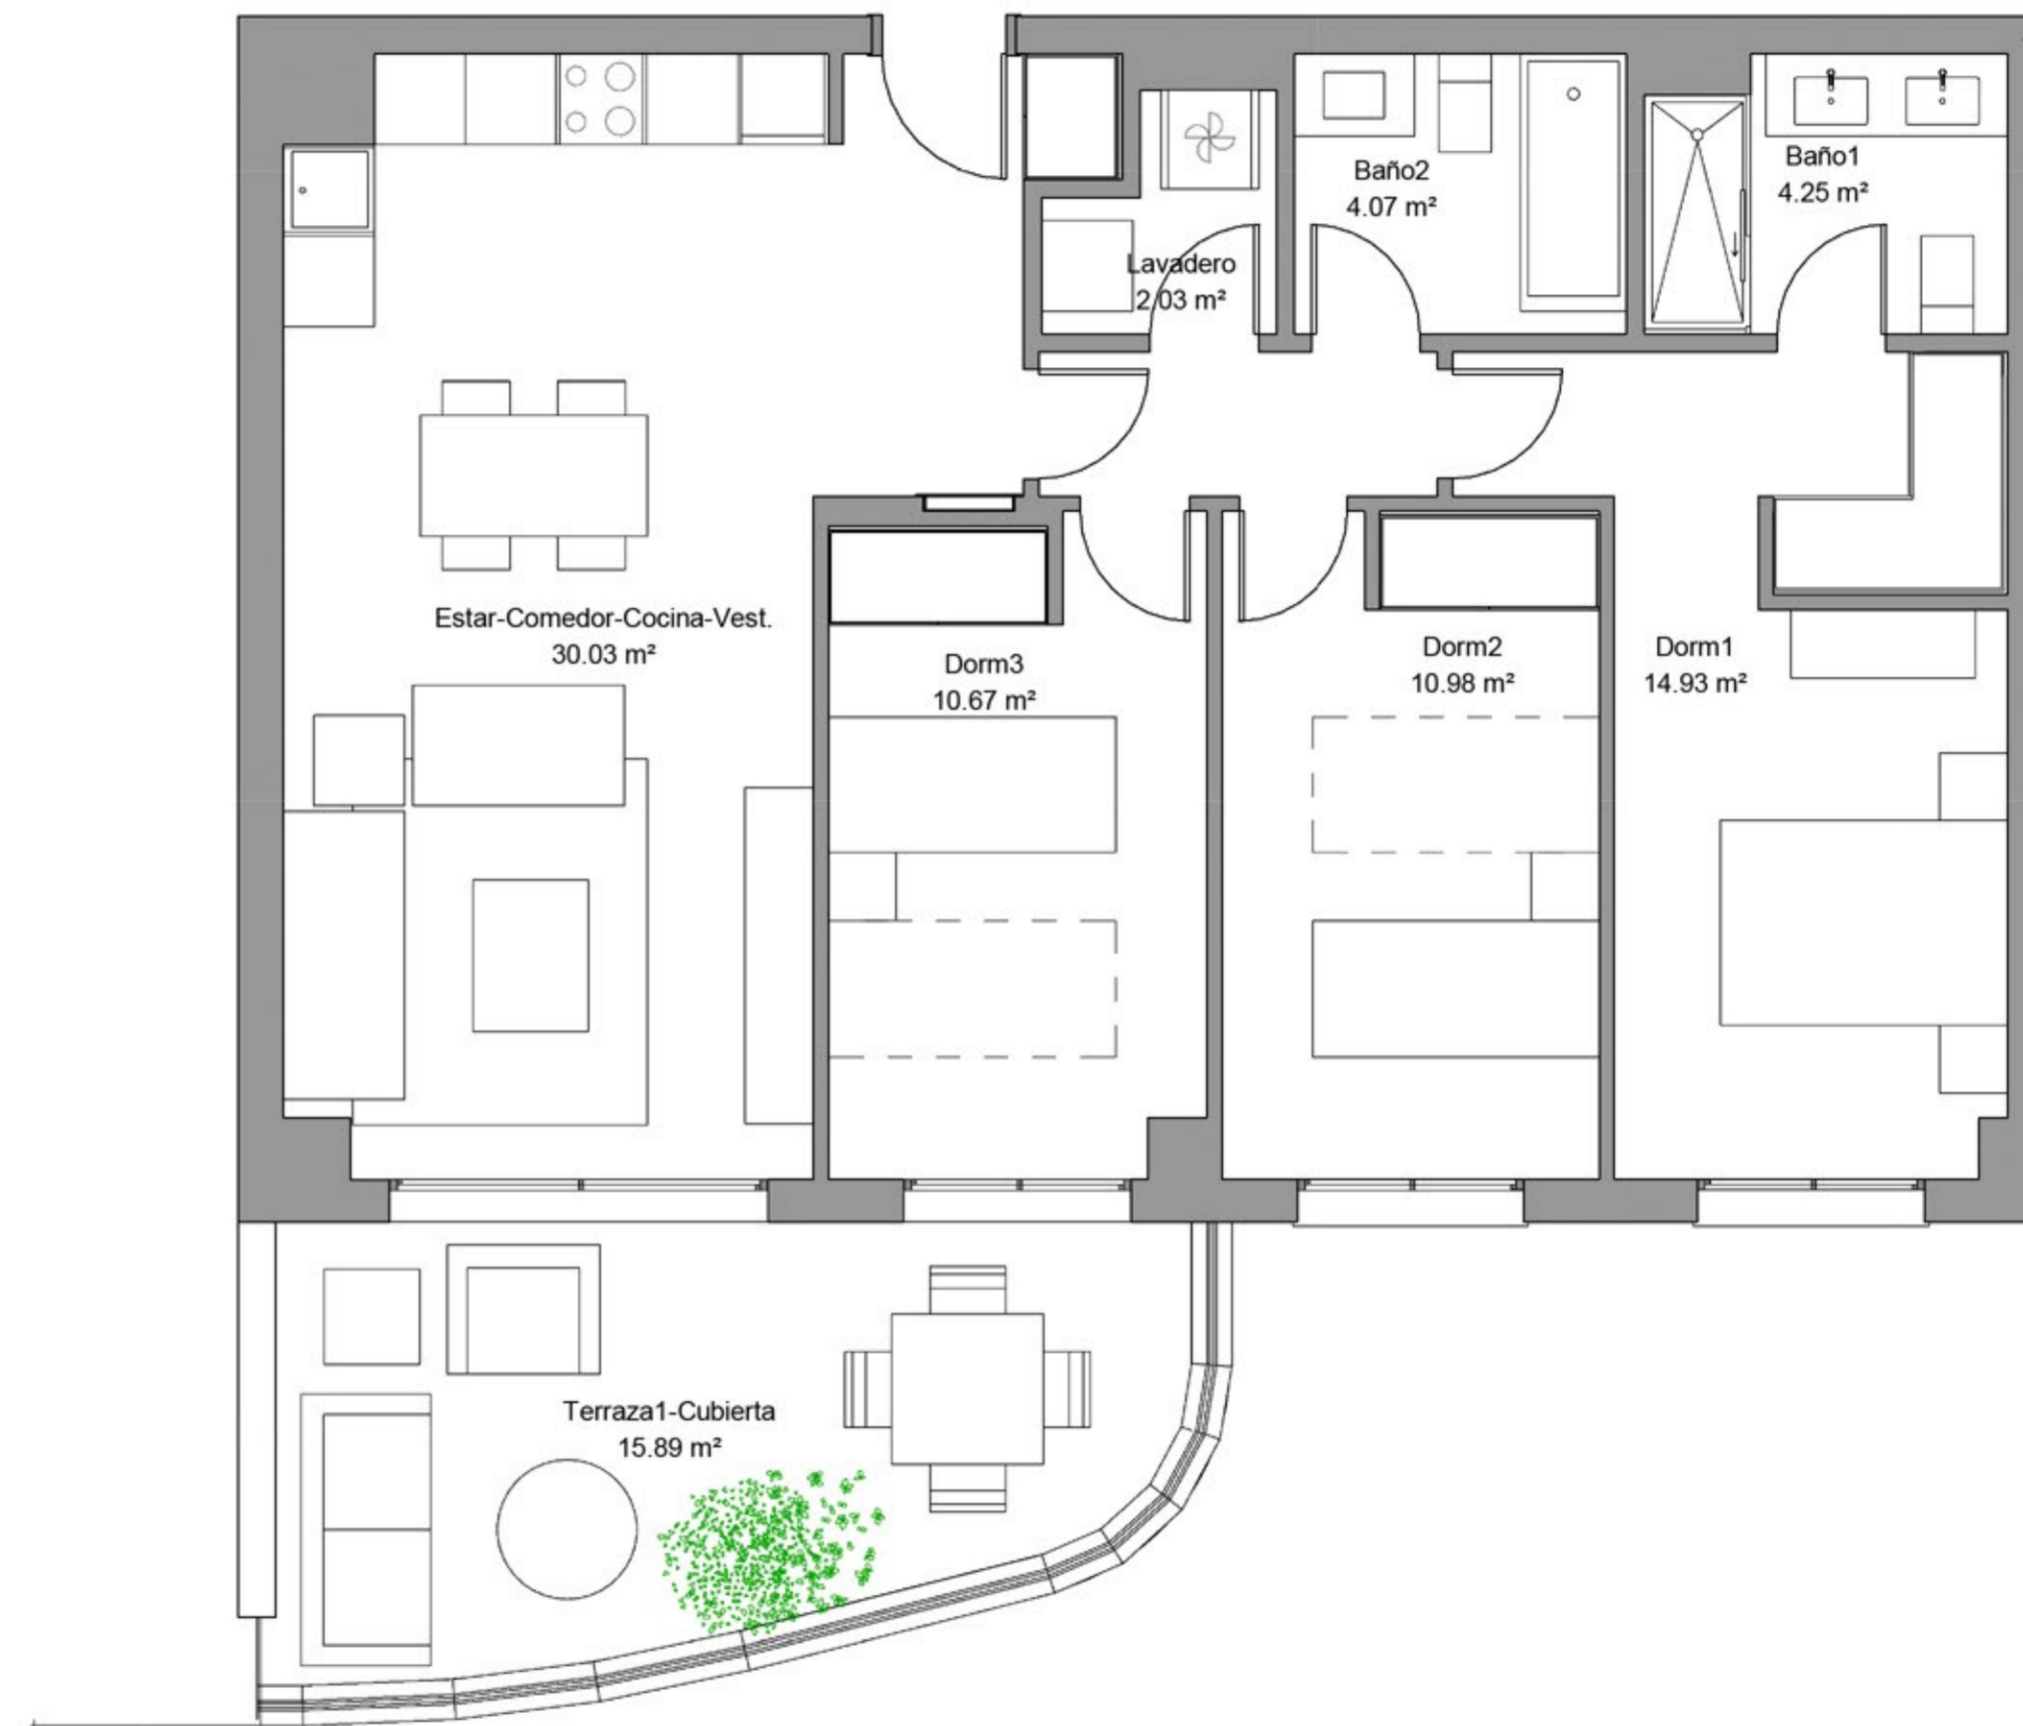 Baño1
4.25 m²
Baño2
4.07 m²
Lavadero
2.03 m²
Estar-Comedor-Cocina-Vest.
30.03 m²
Dorm3
10.67 m²
Dorm2
10.98 m²
Dorm1
14.93 m²
Terraza1-Cubierta
15.89 m²